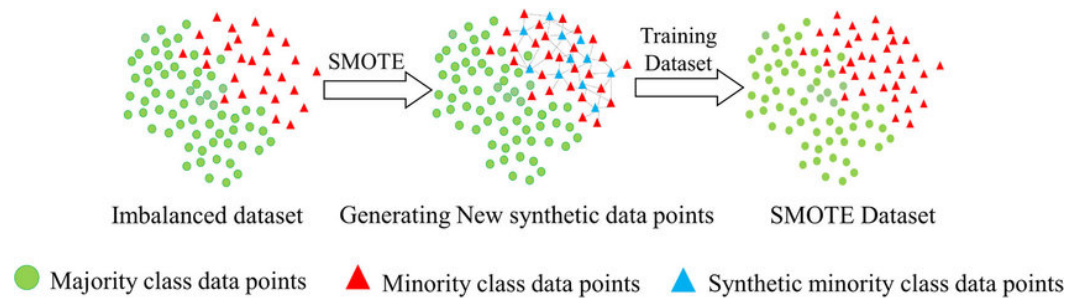 SMOTE
Training
Dataset
Imbalanced dataset
Generating New synthetic data points
SMOTE Dataset
Majority class data points
Minority class data points
Synthetic minority class data points